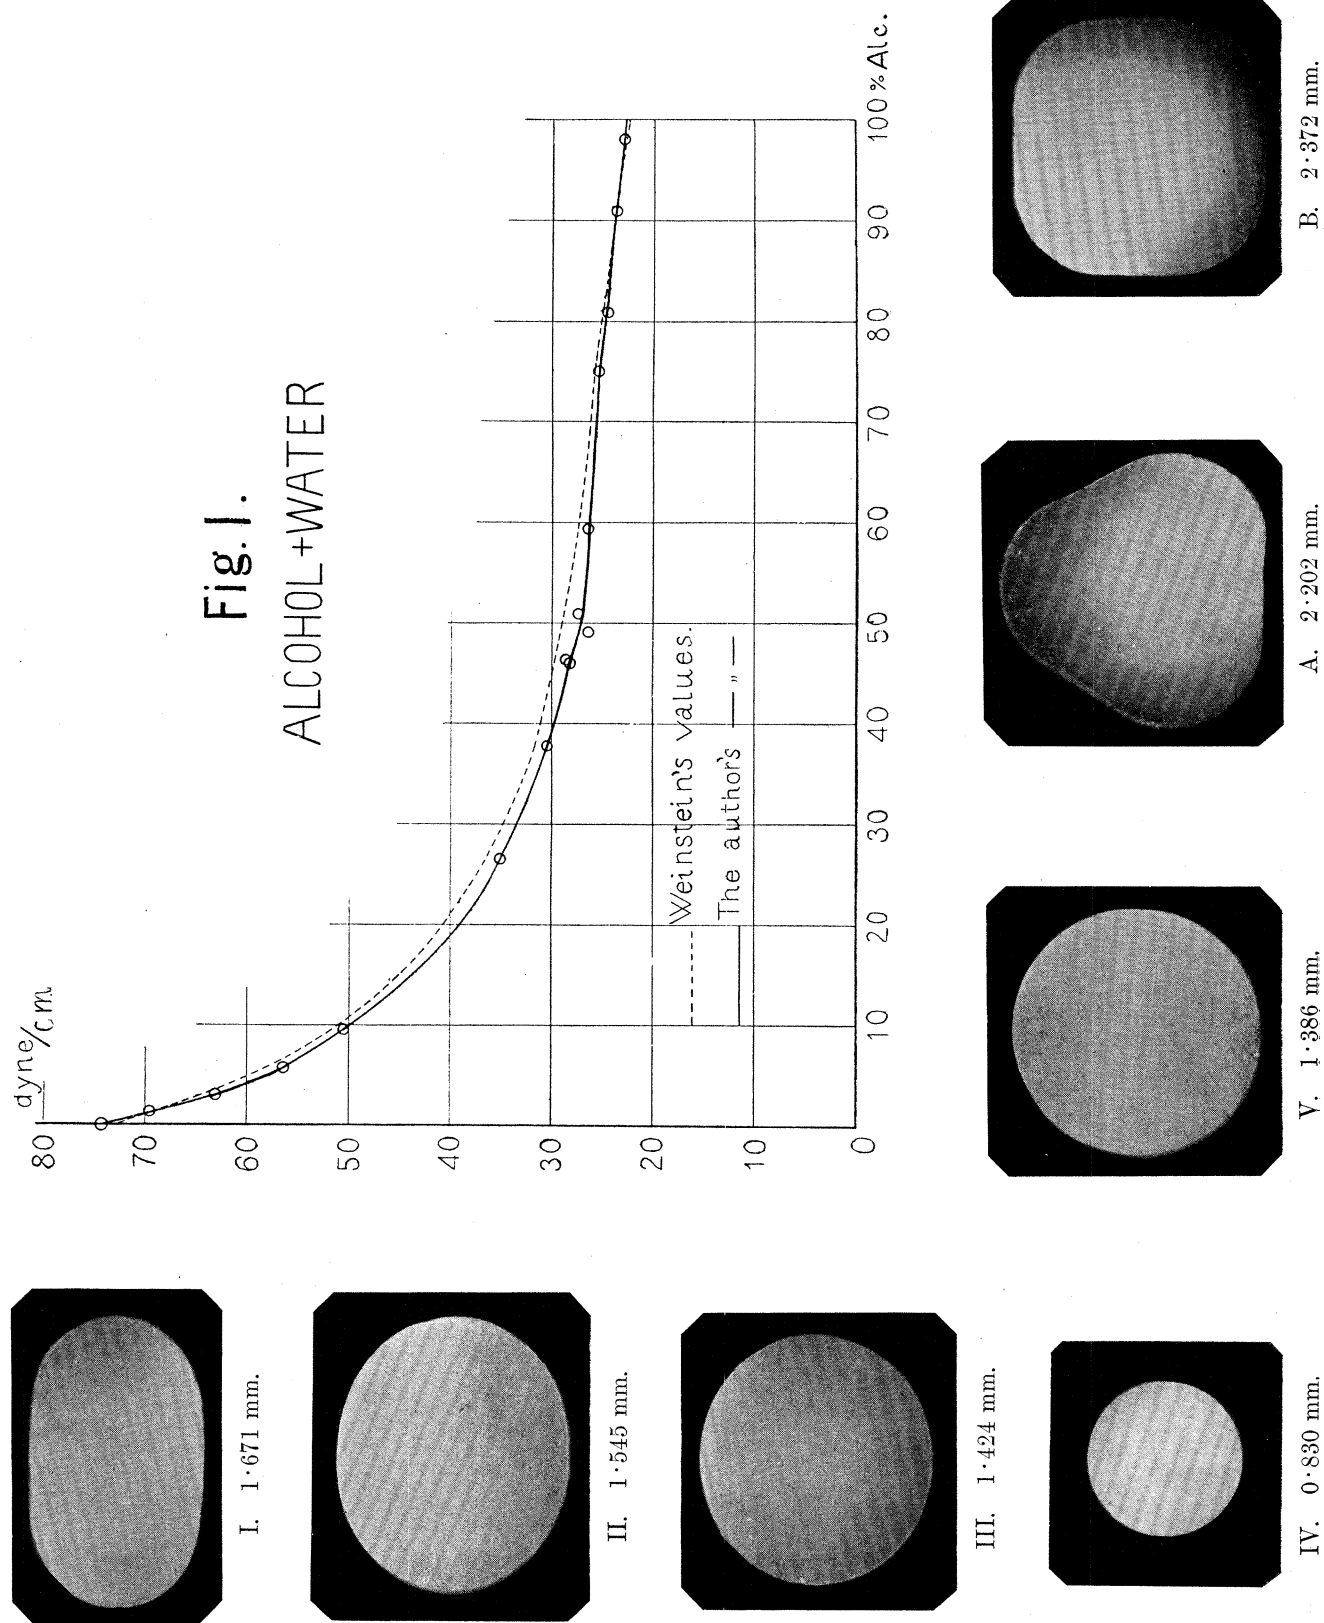 Fig. 1.
ALCOHOL+WATER
dyne/cm
80
70
60
50
40
30
20
10
0
10 20 30 40 50 60 70 80 90 100 % Alc.
Weinstein's values.
The author's — „ —
I. 1·671 mm.
II. 1·545 mm.
III. 1·424 mm.
IV. 0·830 mm.
V. 1·386 mm.
A. 2·202 mm.
B. 2·372 mm.